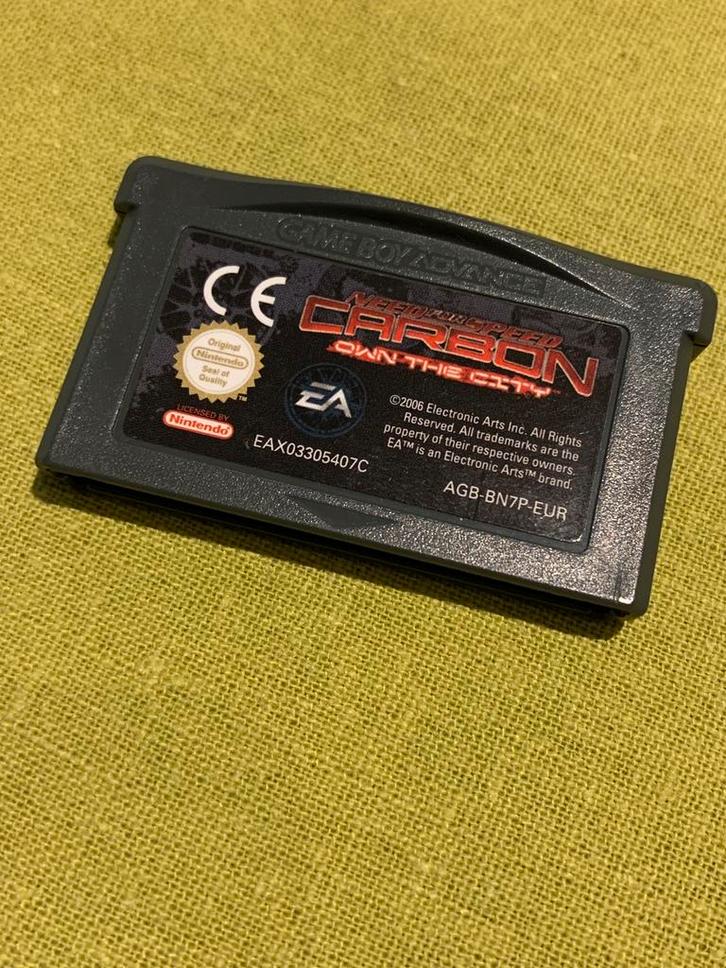 GAME BOY ADVANCE
CE
NEED FOR SPEED
CARBON
OWN THE CITY™
Original
Nintendo
Seal of
Quality
TM
LICENSED BY
Nintendo®
EA
EAX03305407C
©2006 Electronic Arts Inc. All Rights
Reserved. All trademarks are the
property of their respective owners.
EA™ is an Electronic Arts™ brand.
AGB-BN7P-EUR